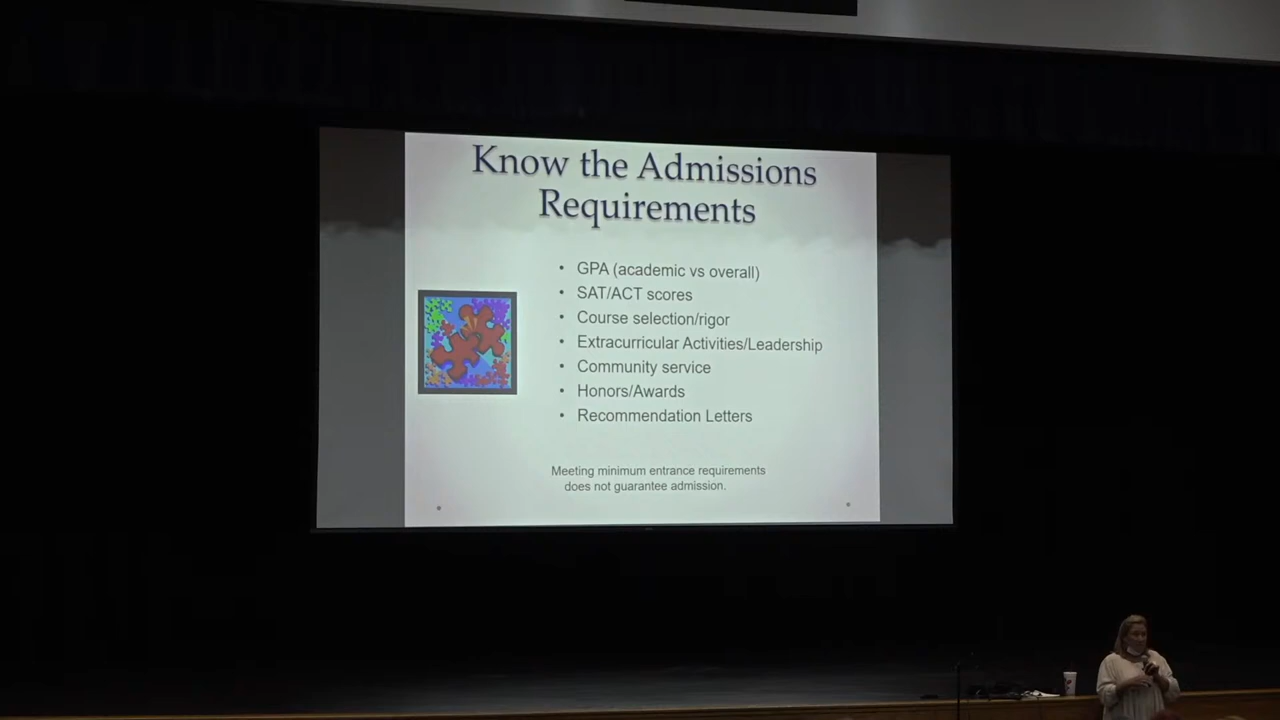 Know the Admissions
Requirements
• GPA (academic vs overall)
• SAT/ACT scores
• Course selection/rigor
• Extracurricular Activities/Leadership
• Community service
• Honors/Awards
• Recommendation Letters
Meeting minimum entrance requirements
does not guarantee admission.